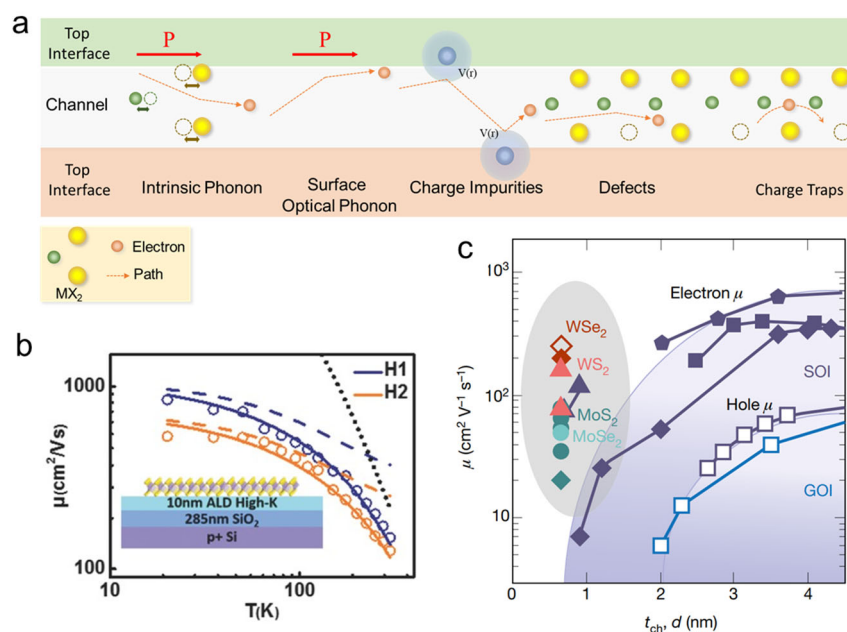 a
Top
Interface
P
P
V(r)
Channel
V(r)
Top
Interface
Intrinsic Phonon
Surface
Optical Phonon
Charge Impurities
Defects
Charge Traps
MX2
Electron
Path
b
H1
H2
1000
100
μ(cm²/Vs)
10nm ALD High-K
285nm SiO2
p+ Si
10
100
T(K)
c
10³
10²
10
μ (cm² V⁻¹ s⁻¹)
Electron μ
WSe2
WS2
SOI
MoS2
Hole μ
MoSe2
GOI
0
1
2
3
4
tch, d (nm)